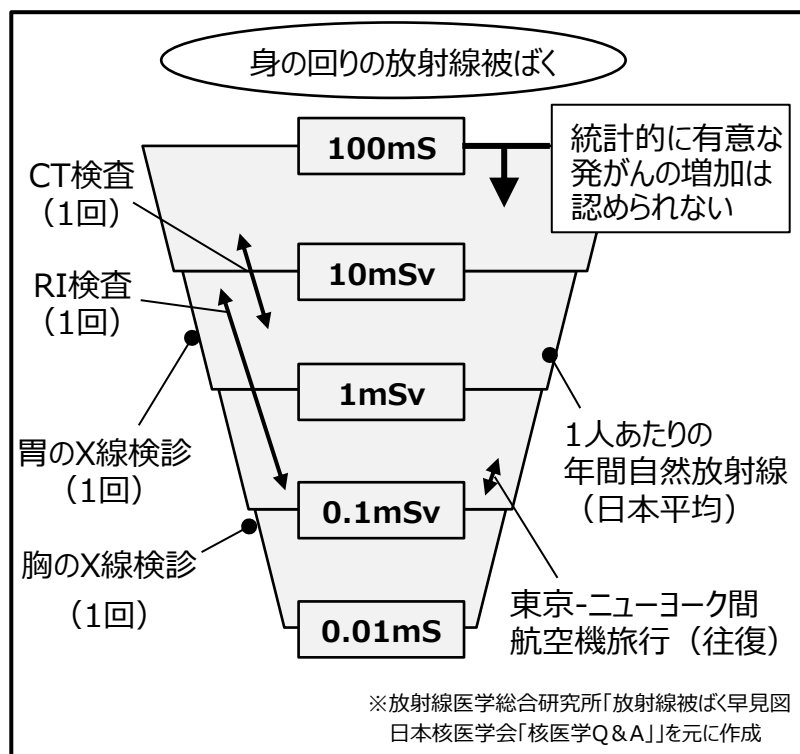 身の回りの放射線被ばく
100mS
統計的に有意な
発がんの増加は
認められない
CT検査
（1回）
10mSv
RI検査
（1回）
1mSv
1人あたりの
年間自然放射線
（日本平均）
胃のX線検診
（1回）
0.1mSv
胸のX線検診
（1回）
東京-ニューヨーク間
航空機旅行（往復）
0.01mS
※放射線医学総合研究所「放射線被ばく早見図
日本核医学会「核医学Q＆A」」を元に作成